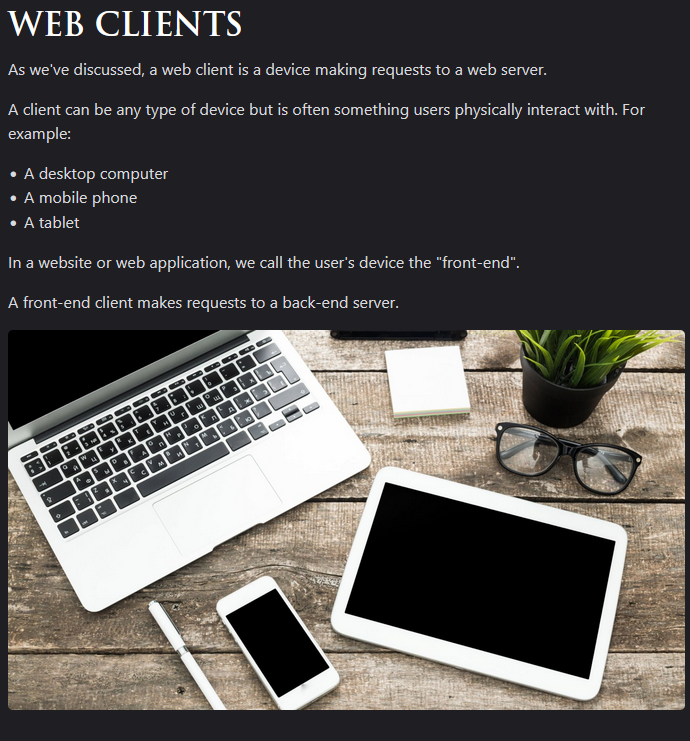 WEB CLIENTS
As we've discussed, a web client is a device making requests to a web server.
A client can be any type of device but is often something users physically interact with. For
example:
• A desktop computer
• A mobile phone
• A tablet
In a website or web application, we call the user's device the "front-end".
A front-end client makes requests to a back-end server.